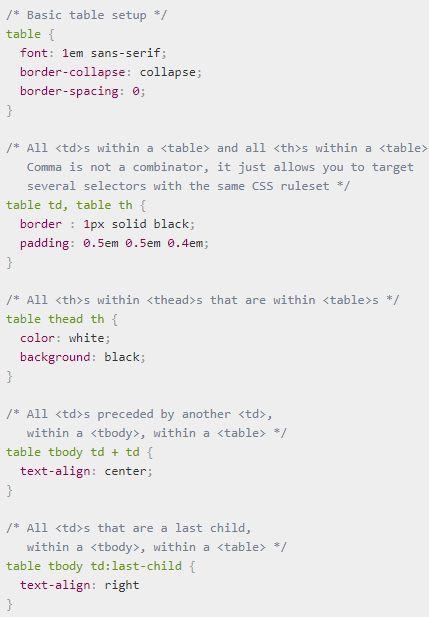 /* Basic table setup */
table {
  font: 1em sans-serif;
  border-collapse: collapse;
  border-spacing: 0;
}

/* All <td>s within a <table> and all <th>s within a <table>
   Comma is not a combinator, it just allows you to target
   several selectors with the same CSS ruleset */
table td, table th {
  border : 1px solid black;
  padding: 0.5em 0.5em 0.4em;
}

/* All <th>s within <thead>s that are within <table>s */
table thead th {
  color: white;
  background: black;
}

/* All <td>s preceded by another <td>,
   within a <tbody>, within a <table> */
table tbody td + td {
  text-align: center;
}

/* All <td>s that are a last child,
   within a <tbody>, within a <table> */
table tbody td:last-child {
  text-align: right
}